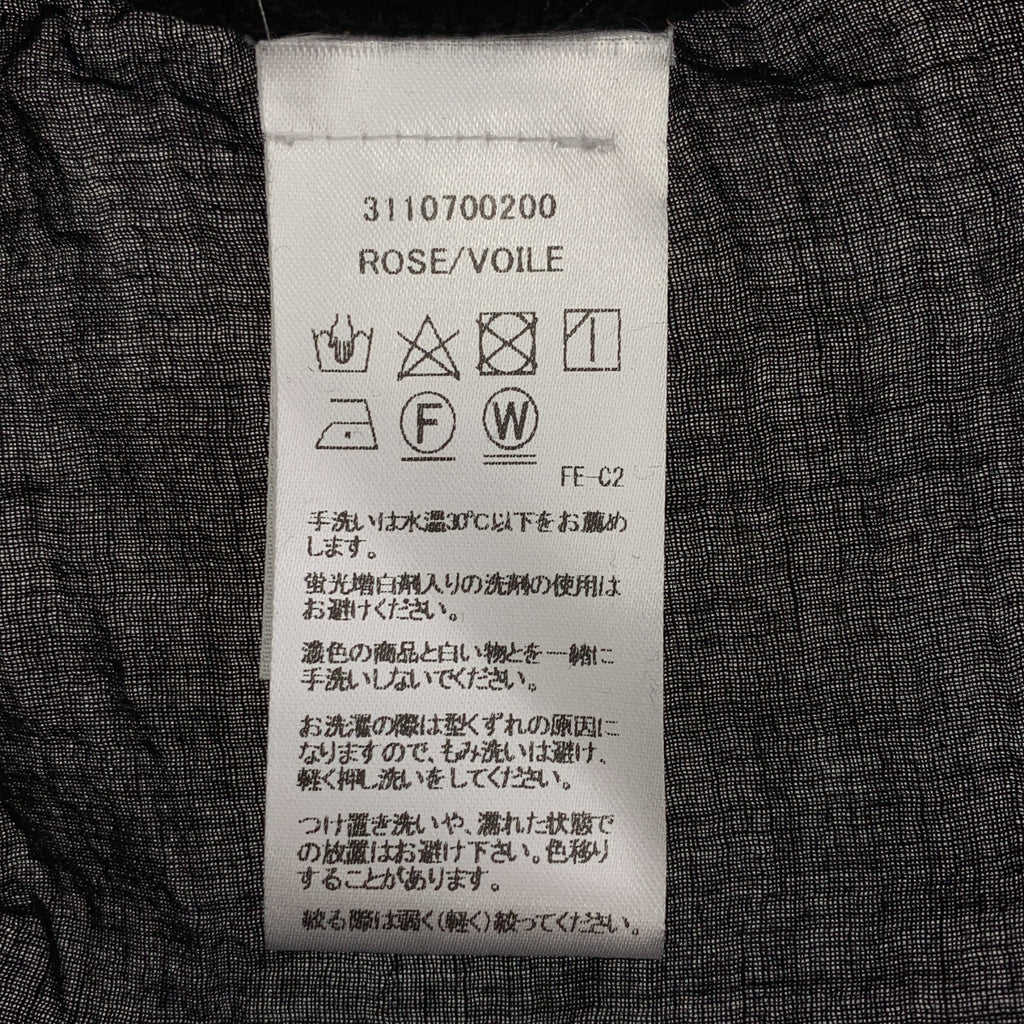 3110700200
ROSE/VOILE
F W
FE-C2
手洗いは水温30℃以下をお薦め
します。
蛍光増白剤入りの洗剤の使用は
お避けください。
濃色の商品と白い物とを一緒に
手洗いしないでください。
お洗濯の際は型くずれの原因に
なりますので、もみ洗いは避け、
軽く押し洗いをしてください。
つけ置き洗いや、濡れた状態で
の放置はお避け下さい。色移り
することがあります。
絞る際は弱く(軽く)絞ってください。